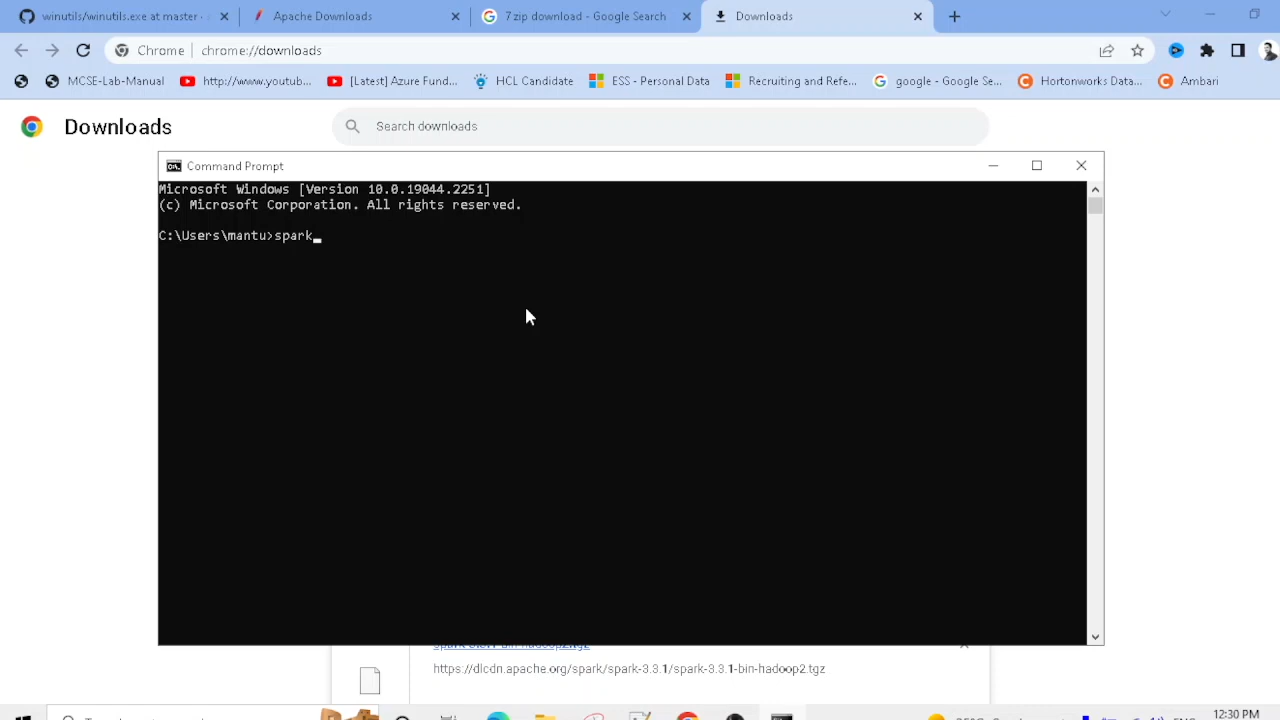 winutils/winutils.exe at master
Apache Downloads
7 zip download - Google Search
Downloads
Chrome
chrome://downloads
MCSE-Lab-Manual
http://www.youtub...
[Latest] Azure Fund...
HCL Candidate
ESS - Personal Data
Recruiting and Refe...
google - Google Se...
Hortonworks Data...
Ambari
Downloads
Search downloads
Command Prompt
Microsoft Windows [Version 10.0.19044.2251]
(c) Microsoft Corporation. All rights reserved.
C:\Users\mantu>spark
https://dlcdn.apache.org/spark/spark-3.3.1/spark-3.3.1-bin-hadoop2.tgz
12:30 PM